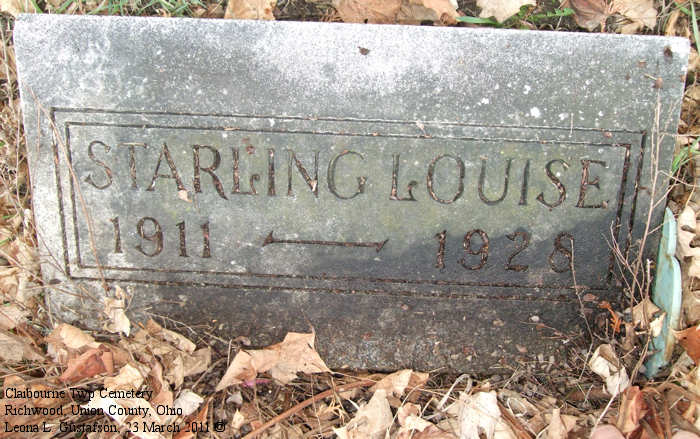 STARLING LOUISE
1911 — 1928
Claibourne Twp Cemetery
Richwood, Union County, Ohio
Leona L. Gustafson, 23 March 2011 ©